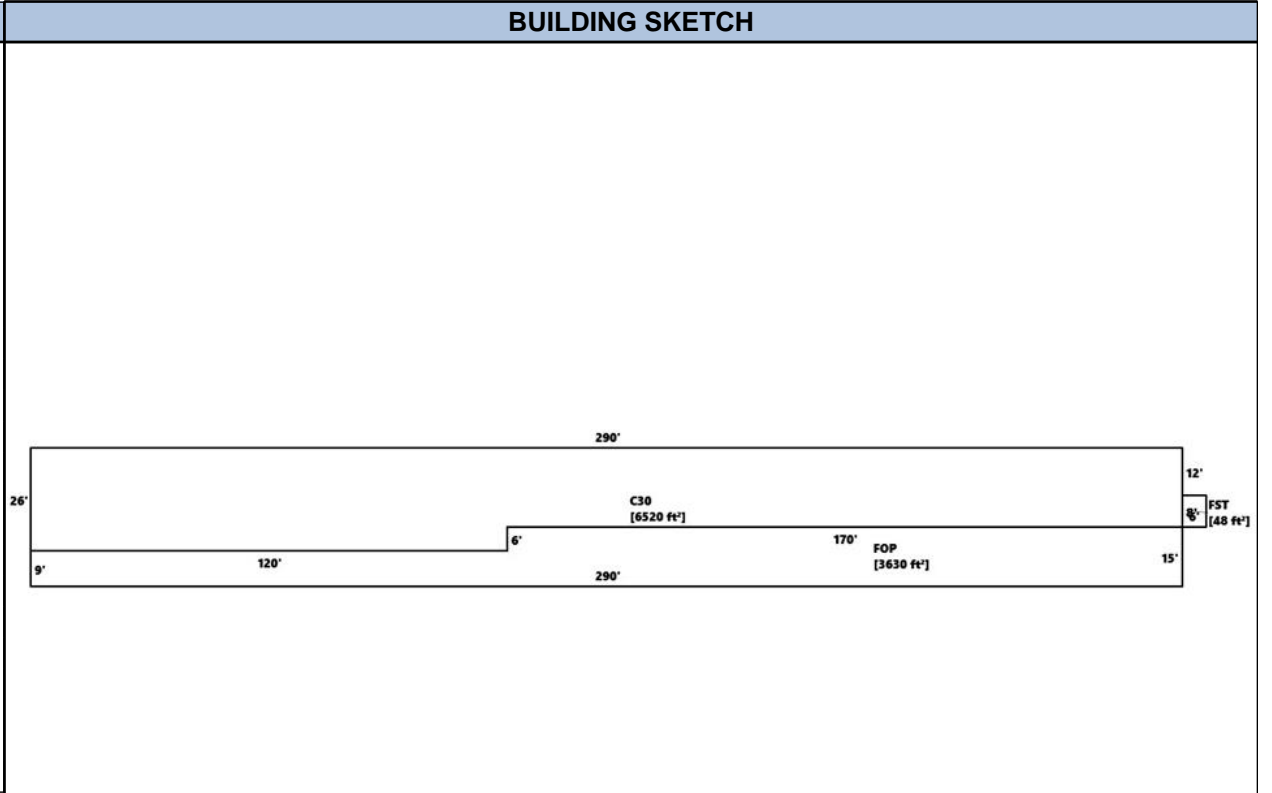 BUILDING SKETCH
290'
12'
26'
C30
[6520 ft²]
FST
[48 ft²]
6'
170'
FOP
[3630 ft²]
15'
120'
9'
290'